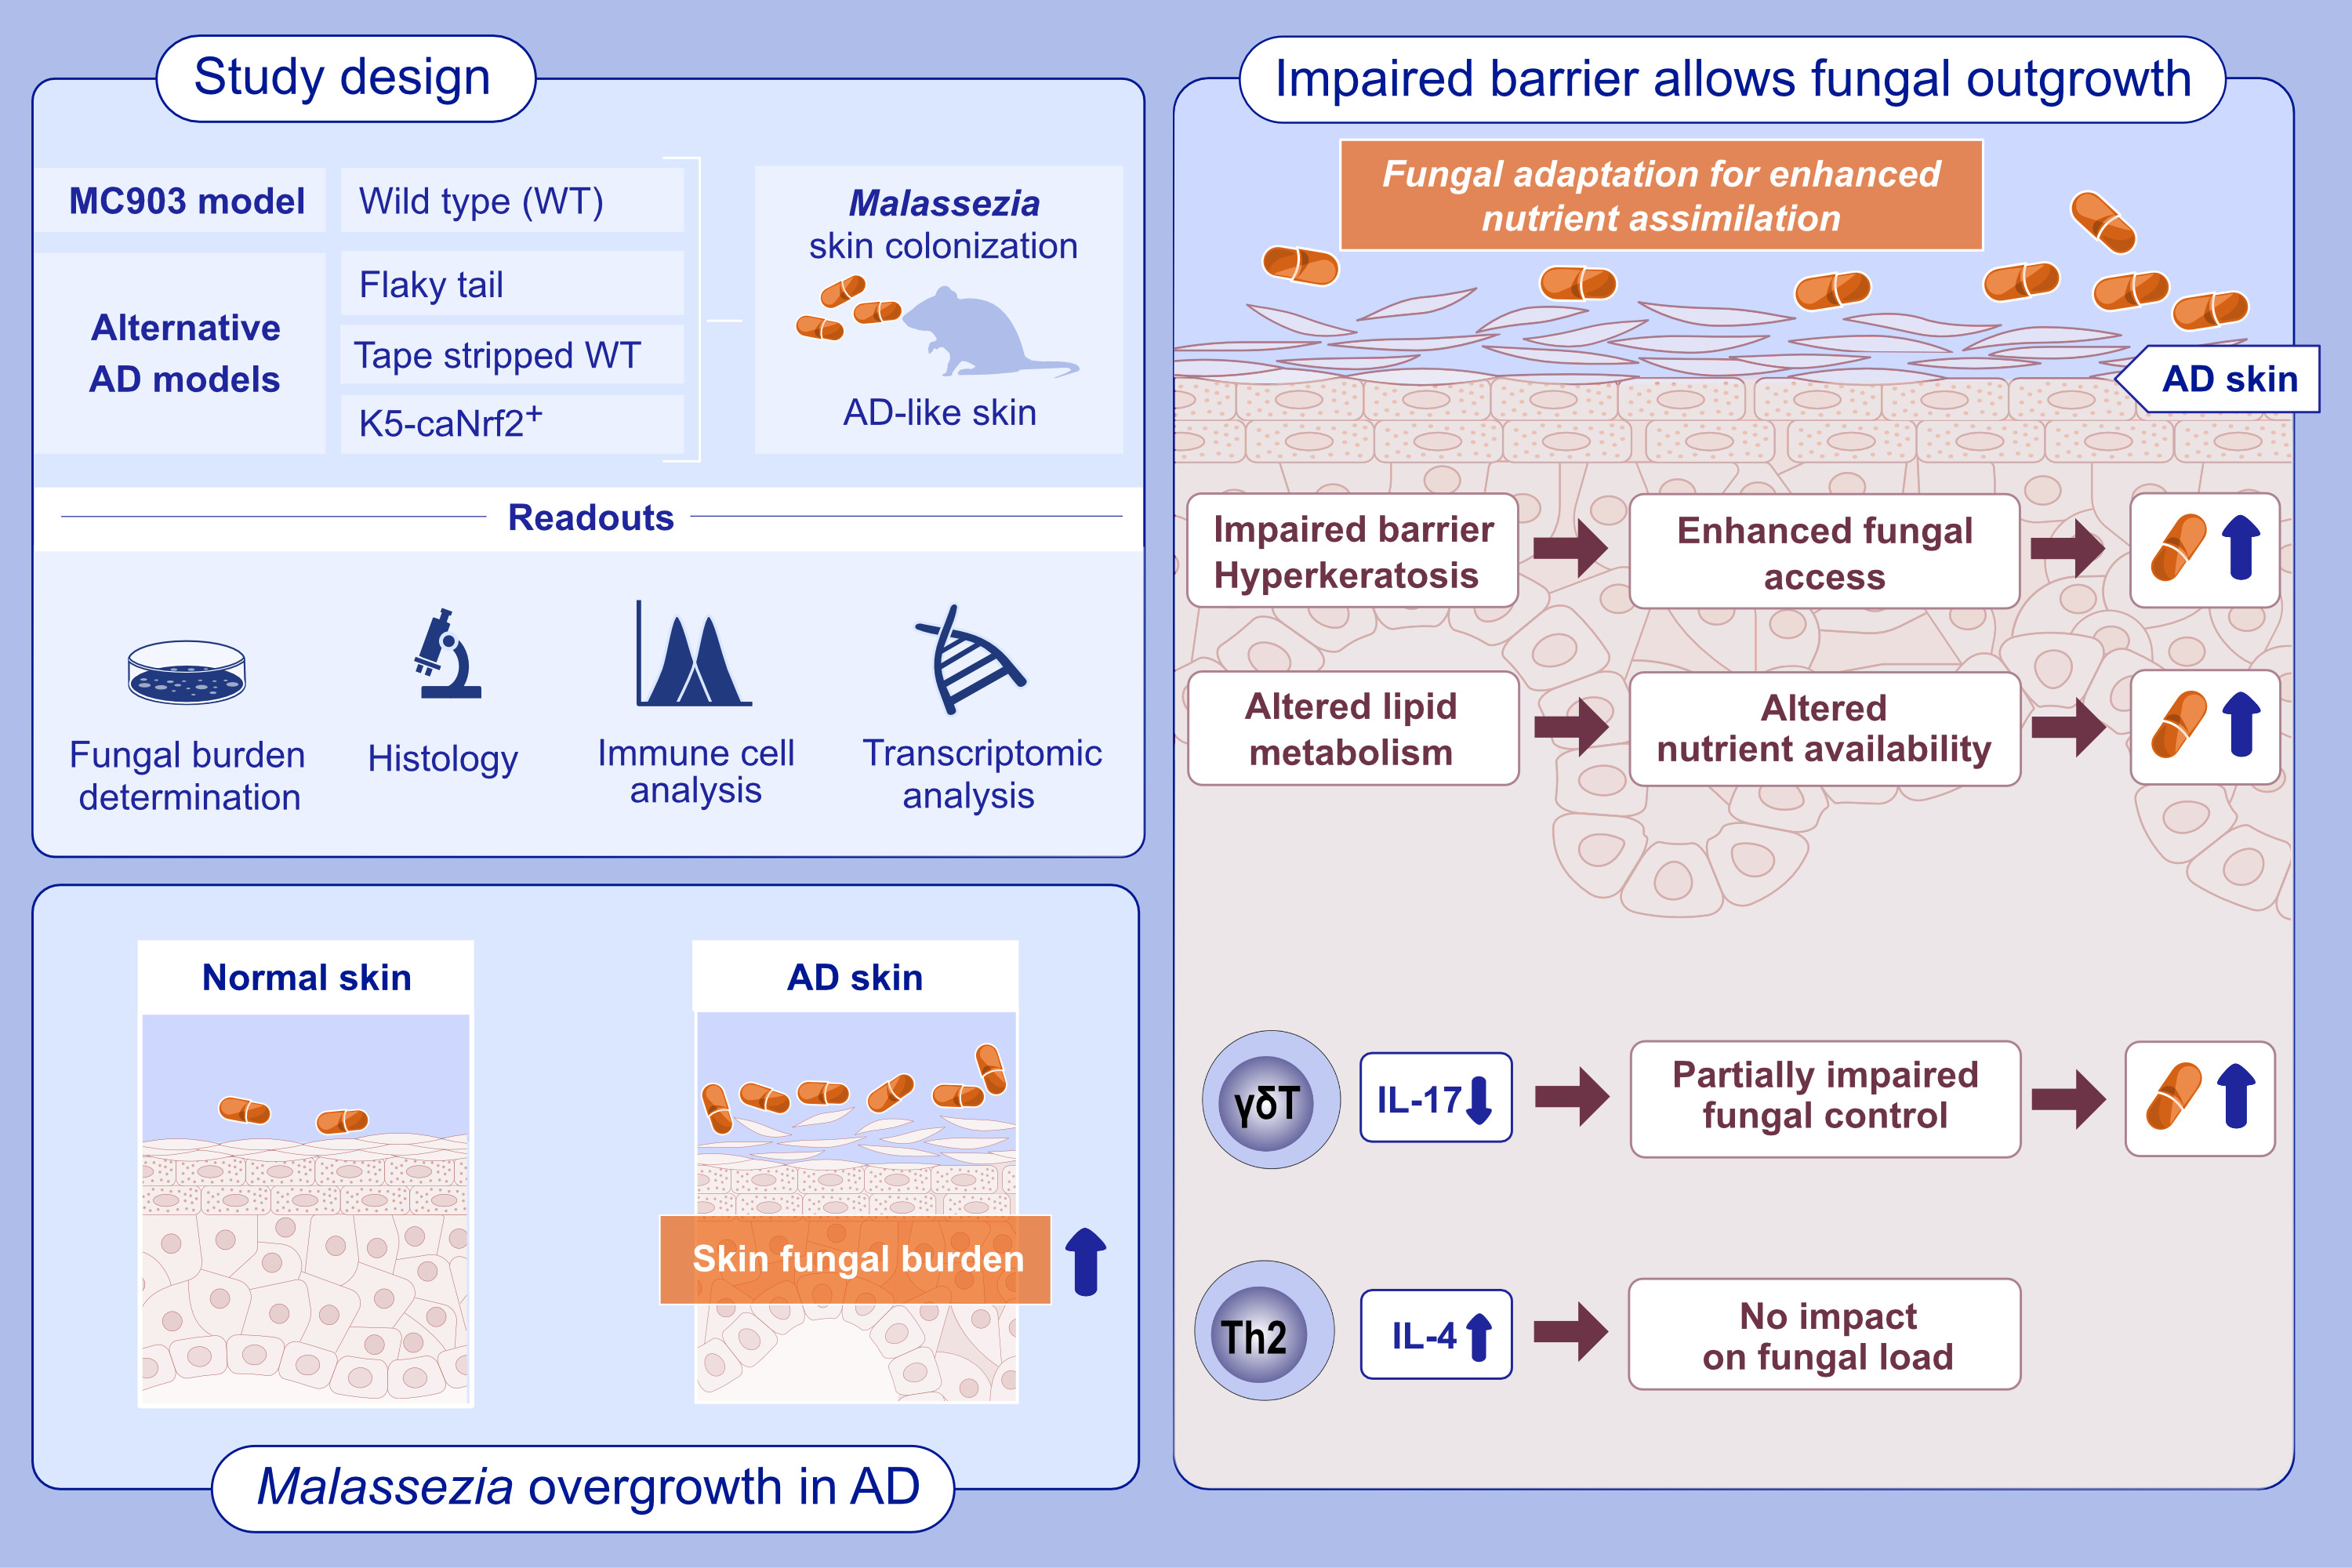 Study design
MC903 model
Wild type (WT)
Alternative
AD models
Flaky tail
Tape stripped WT
K5-caNrf2⁺
Malassezia
skin colonization
AD-like skin
Readouts
Fungal burden
determination
Histology
Immune cell
analysis
Transcriptomic
analysis
Normal skin
AD skin
Skin fungal burden
Malassezia overgrowth in AD
Impaired barrier allows fungal outgrowth
Fungal adaptation for enhanced
nutrient assimilation
AD skin
Impaired barrier
Hyperkeratosis
Enhanced fungal
access
Altered lipid
metabolism
Altered
nutrient availability
γδT
IL-17
Partially impaired
fungal control
Th2
IL-4
No impact
on fungal load